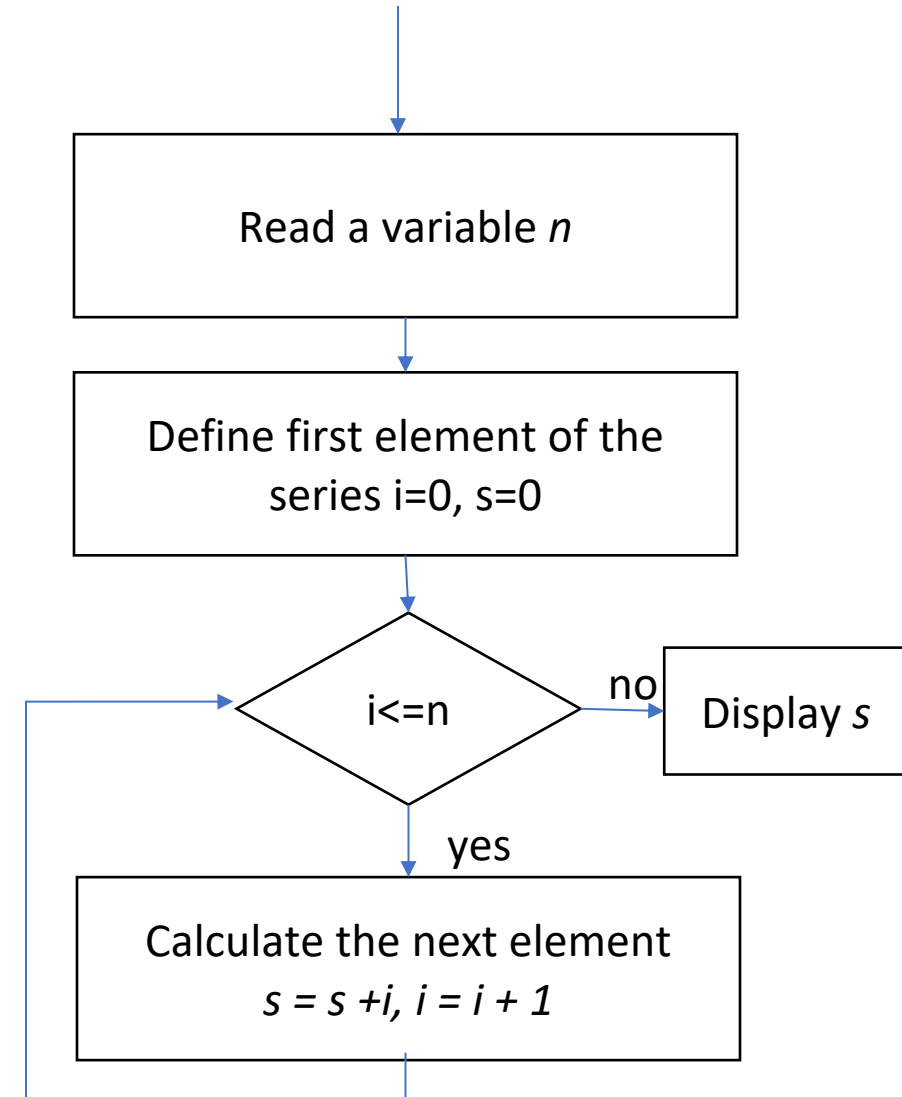 Read a variable n
Define first element of the
series i=0, s=0
i<=n
no
Display s
yes
Calculate the next element
s = s +i, i = i + 1